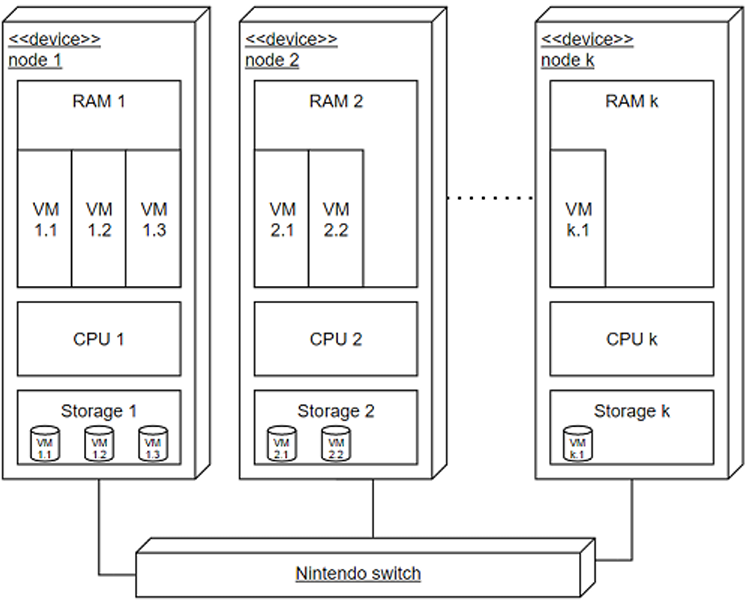 <<device>>
node 1
RAM 1
VM
1.1
VM
1.2
VM
1.3
CPU 1
Storage 1
VM
1.1
VM
1.2
VM
1.3
<<device>>
node 2
RAM 2
VM
2.1
VM
2.2
CPU 2
Storage 2
VM
2.1
VM
2.2
<<device>>
node k
RAM k
VM
k.1
CPU k
Storage k
VM
k.1
Nintendo switch